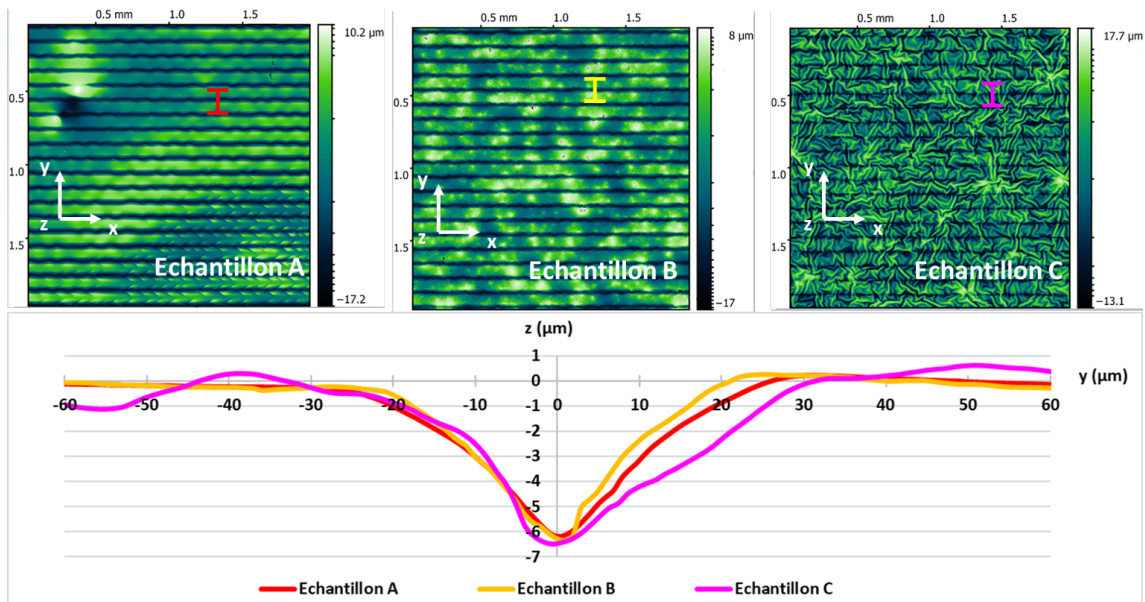 0.5 mm 1.0 1.5
10.2 µm
0.5
1.0
1.5
y
z
x
Echantillon A
−17.2
0.5 mm 1.0 1.5
8 µm
0.5
1.0
1.5
y
z
x
Echantillon B
−17
0.5 mm 1.0 1.5
17.7 µm
0.5
1.0
1.5
y
z
x
Echantillon C
−13.1
z (µm)
1
0
y (µm)
-60 -50 -40 -30 -20 -10 0 10 20 30 40 50 60
-1
-2
-3
-4
-5
-6
-7
Echantillon A Echantillon B Echantillon C